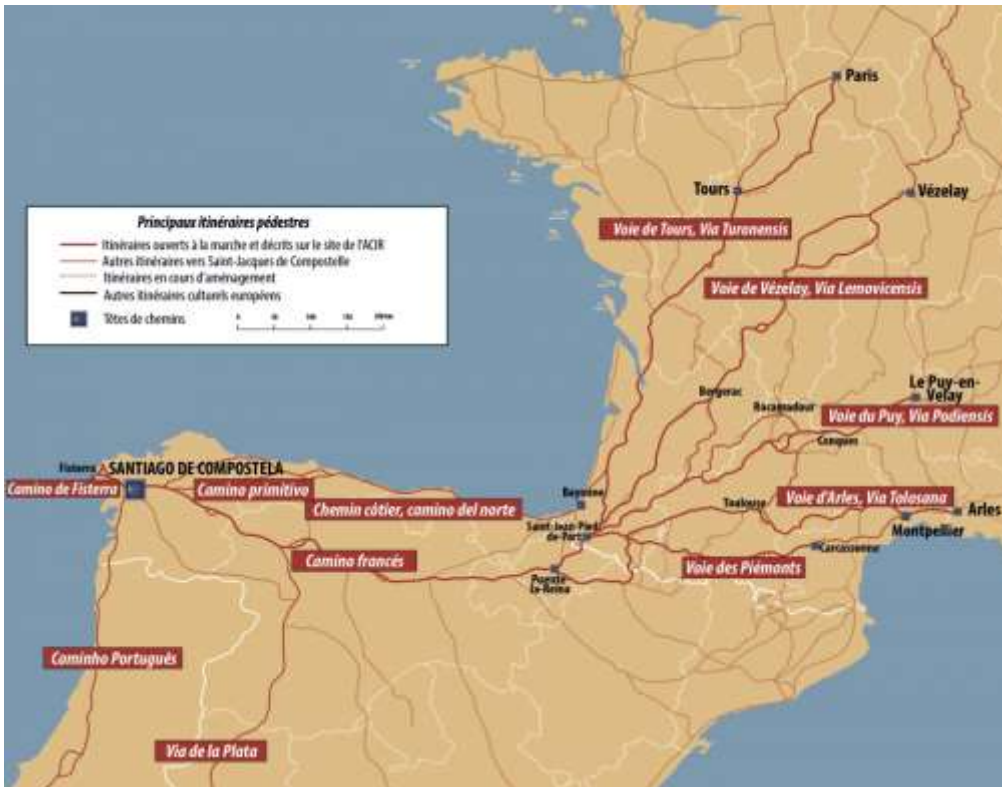 Paris
Tours
Vézelay
Principaux itinéraires pédestres
Itinéraires ouverts à la marche et décrits sur le site de l'ACIR
Autres itinéraires vers Saint-Jacques de Compostelle
Itinéraires en cours d'aménagement
Autres itinéraires culturels européens
Têtes de chemins
0
Voie de Tours, Via Turonensis
Voie de Vézelay, Via Lemovicensis
Bergerac
Rocamadour
Le Puy-en-
Velay
Voie du Puy, Via Podiensis
Conques
Fisterra
SANTIAGO DE COMPOSTELA
Camino de Fisterra
Camino primitivo
Chemin côtier, camino del norte
Bayonne
Toulouse
Voie d'Arles, Via Tolosana
Arles
Montpellier
Saint-Jean-Pied-
de-Port
Carcassonne
Camino francés
Puente
la-Reina
Voie des Piémonts
Caminho Português
Via de la Plata